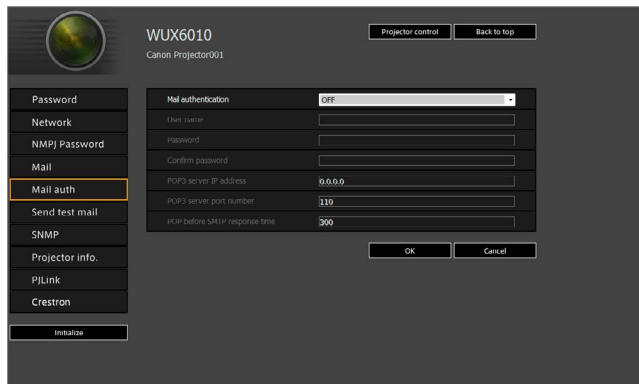 WUX6010
Canon Projector001
Projector control
Back to top
Password
Network
NMPJ Password
Mail
Mail auth
Send test mail
SNMP
Projector info.
PJLink
Crestron
Initialize
Mail authentication OFF
User name
Password
Confirm password
POP3 server IP address 0.0.0.0
POP3 server port number 110
POP before SMTP response time 300
OK
Cancel